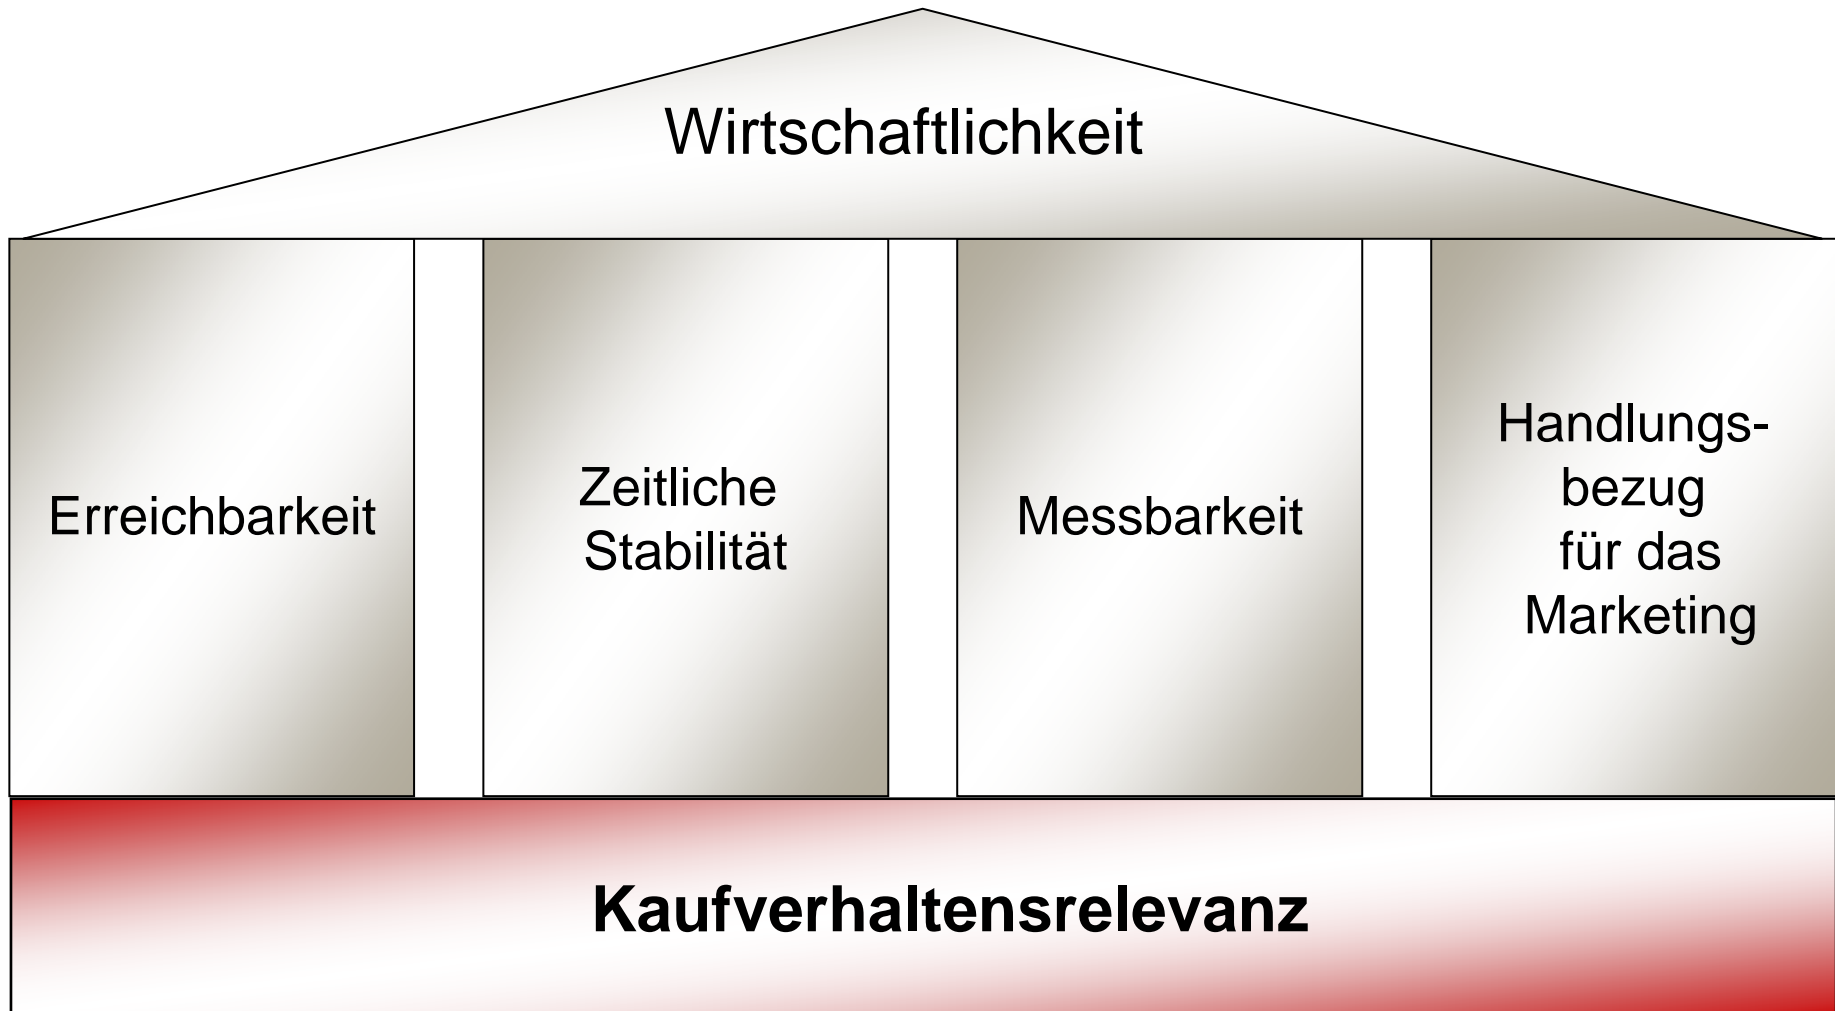 Wirtschaftlichkeit
Erreichbarkeit
Zeitliche
Stabilität
Messbarkeit
Handlungs-
bezug
für das
Marketing
Kaufverhaltensrelevanz